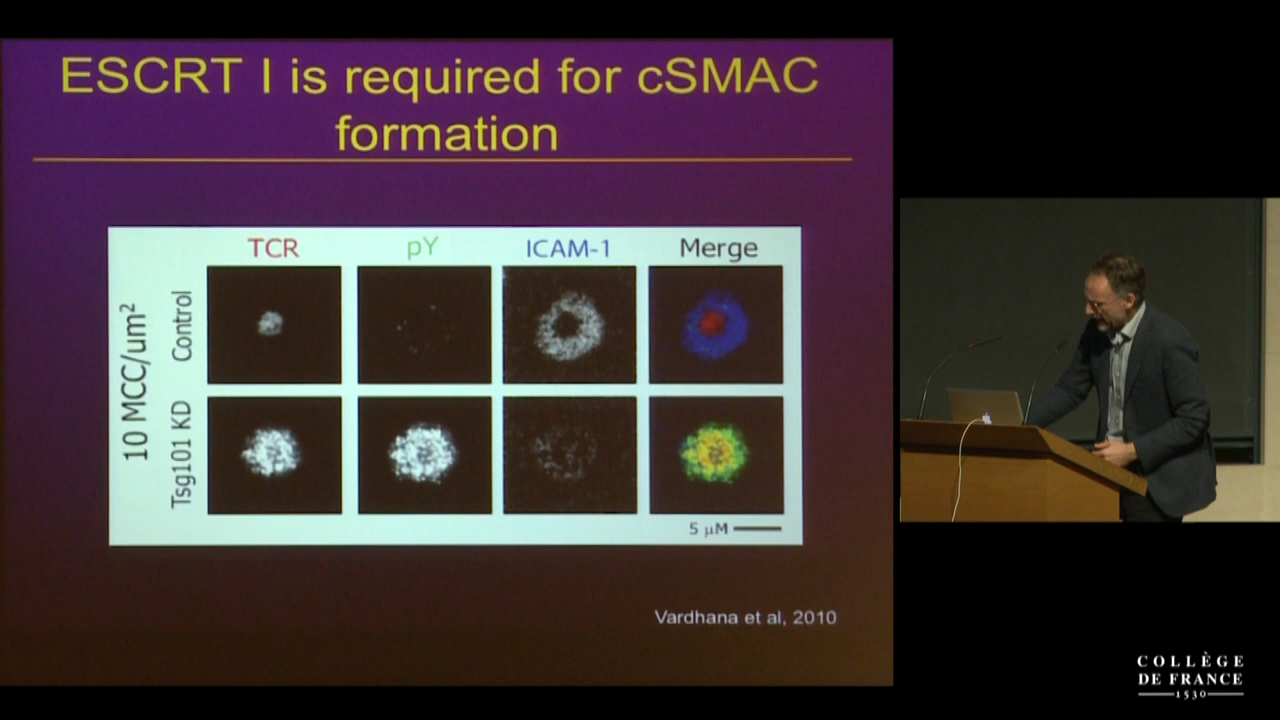 ESCRT I is required for cSMAC
formation
TCR
pY
ICAM-1
Merge
10 MCC/um²
Control
Tsg101 KD
5 µM
Vardhana et al, 2010
COLLÈGE
DE FRANCE
1530